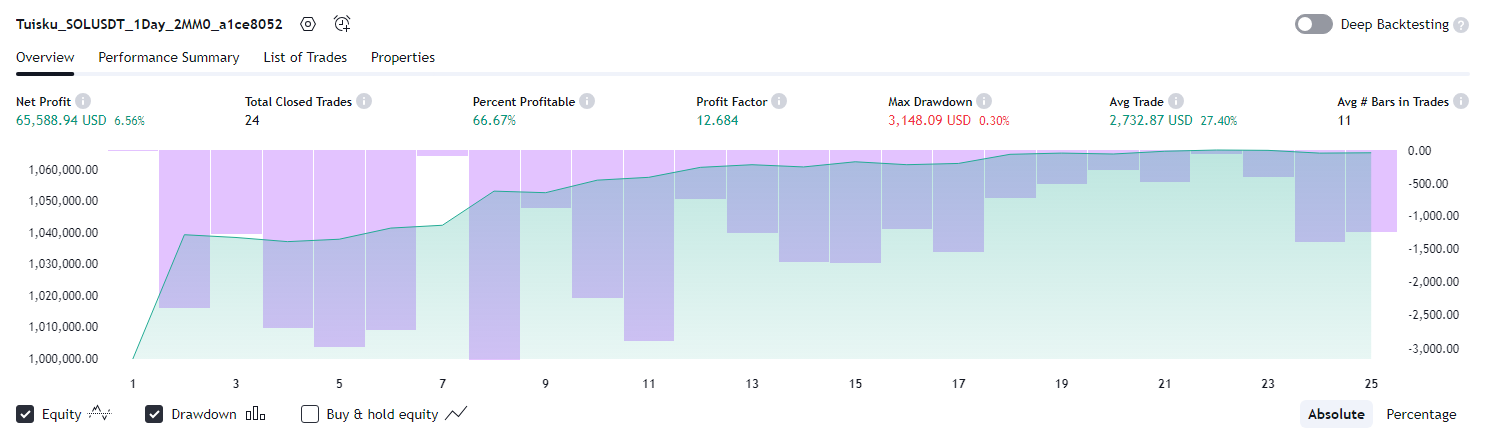 Tuisku_SOLUSDT_1Day_2MM0_a1ce8052 Deep Backtesting ?
Overview Performance Summary List of Trades Properties
Net Profit Total Closed Trades Percent Profitable Profit Factor Max Drawdown Avg Trade Avg # Bars in Trades
65,588.94 USD 6.56% 24 66.67% 12.684 3,148.09 USD 0.30% 2,732.87 USD 27.40% 11
0.00
1,060,000.00
-500.00
1,050,000.00
-1,000.00
1,040,000.00
-1,500.00
1,030,000.00
-2,000.00
1,020,000.00
-2,500.00
1,010,000.00
-3,000.00
1,000,000.00
1 3 5 7 9 11 13 15 17 19 21 23 25
Equity Drawdown Buy & hold equity Absolute Percentage